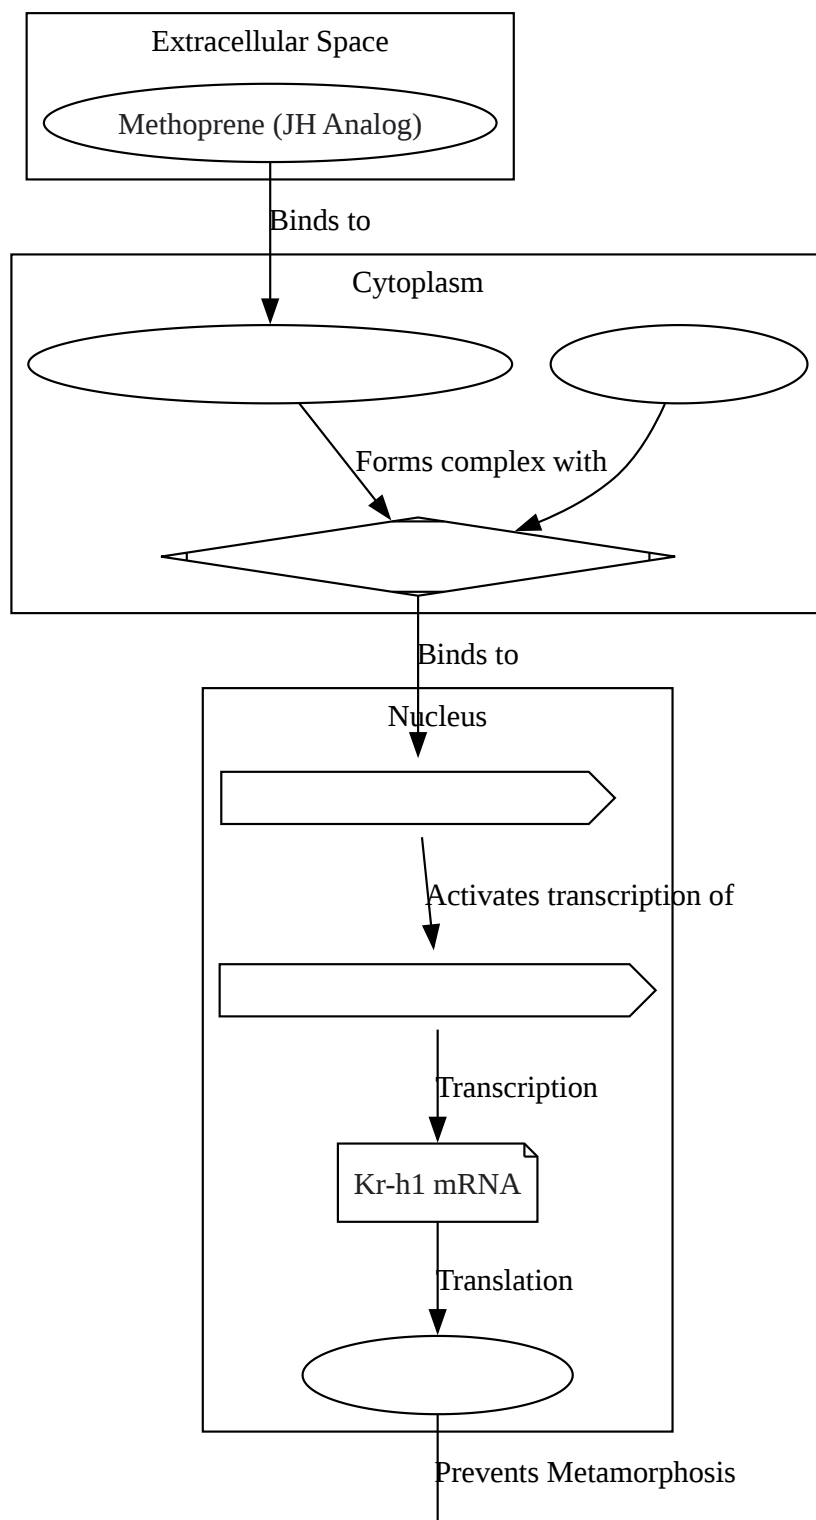 Extracellular Space
Methoprene (JH Analog)
Binds to
Cytoplasm
Forms complex with
Binds to
Nucleus
Activates transcription of
Transcription
Kr-h1 mRNA
Translation
Prevents Metamorphosis